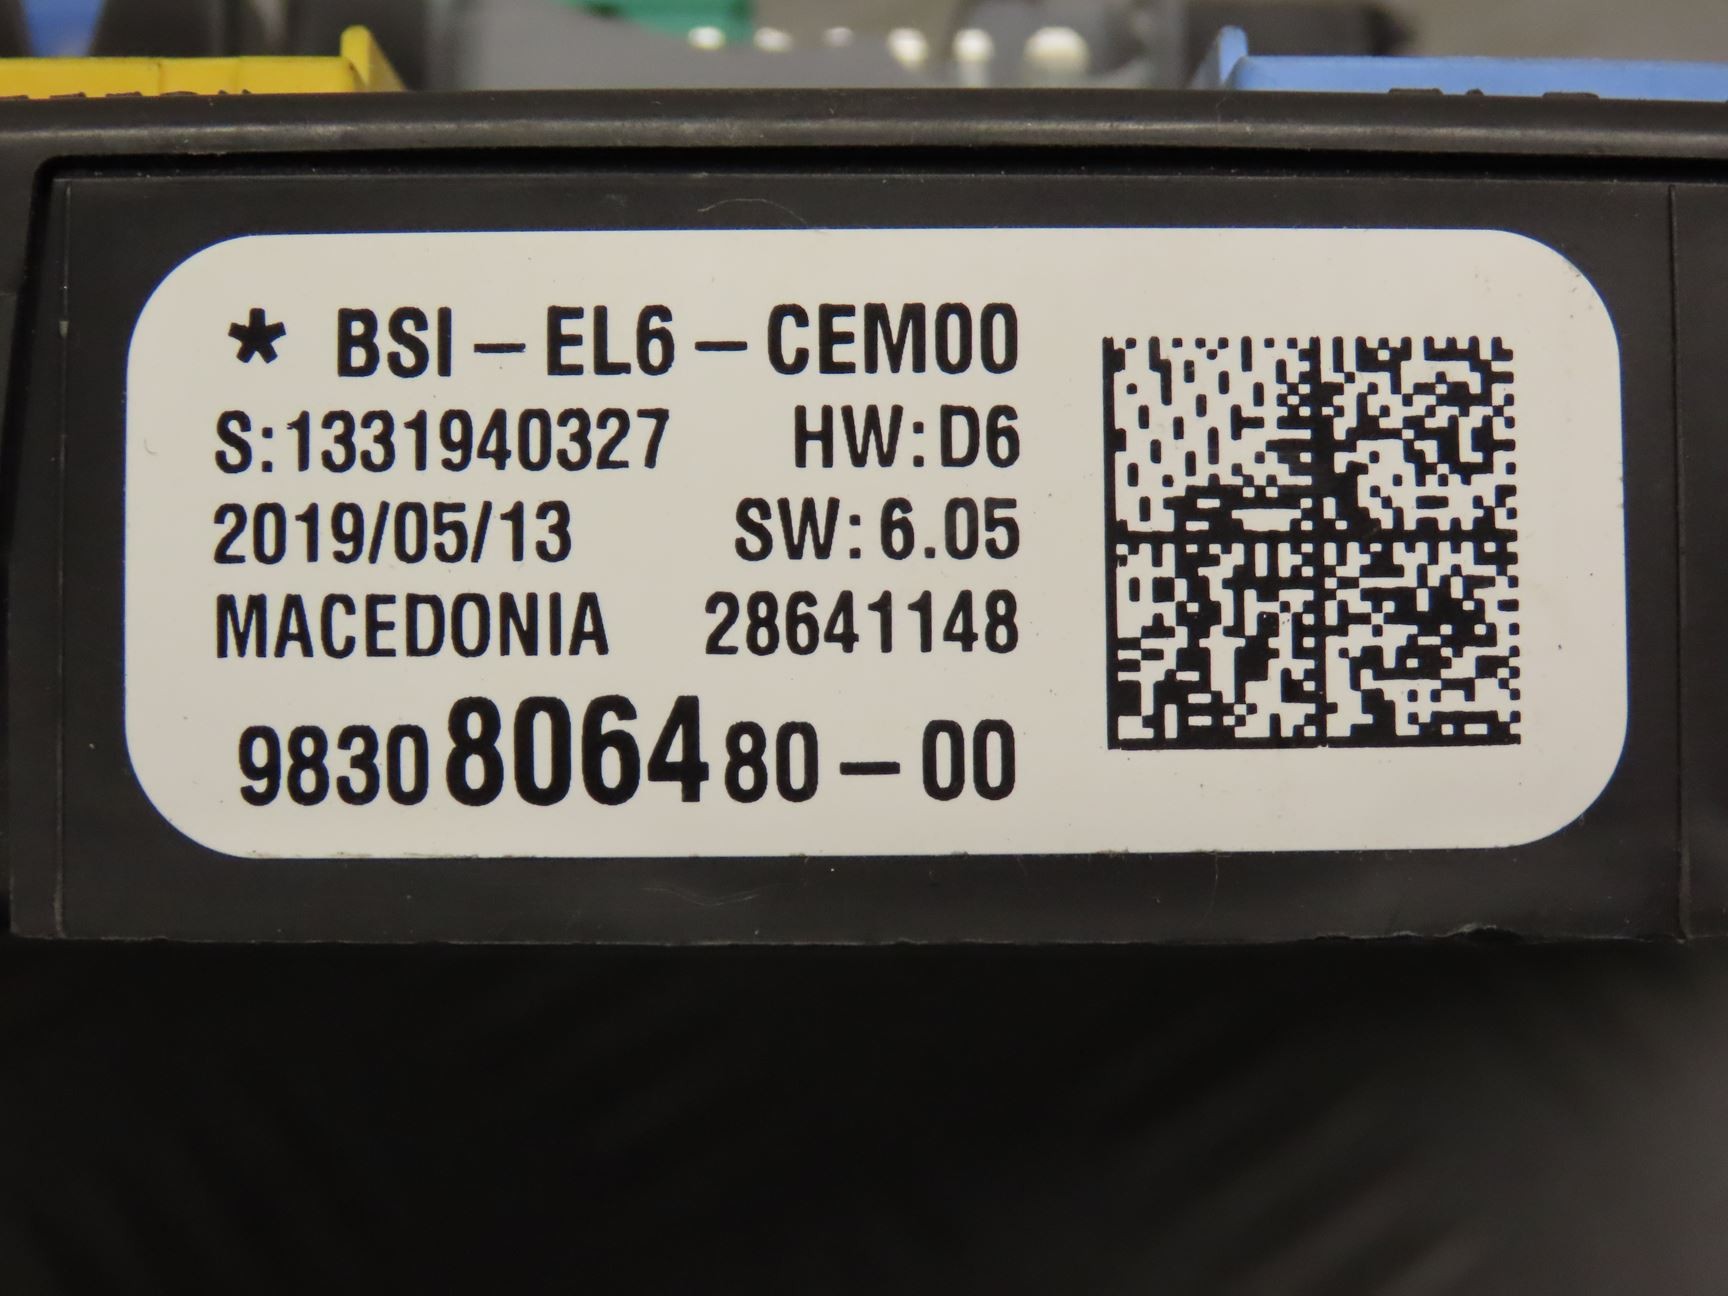 * BSI-EL6-CEM00
S:1331940327 HW:D6
2019/05/13 SW:6.05
MACEDONIA 28641148
9830806480-00